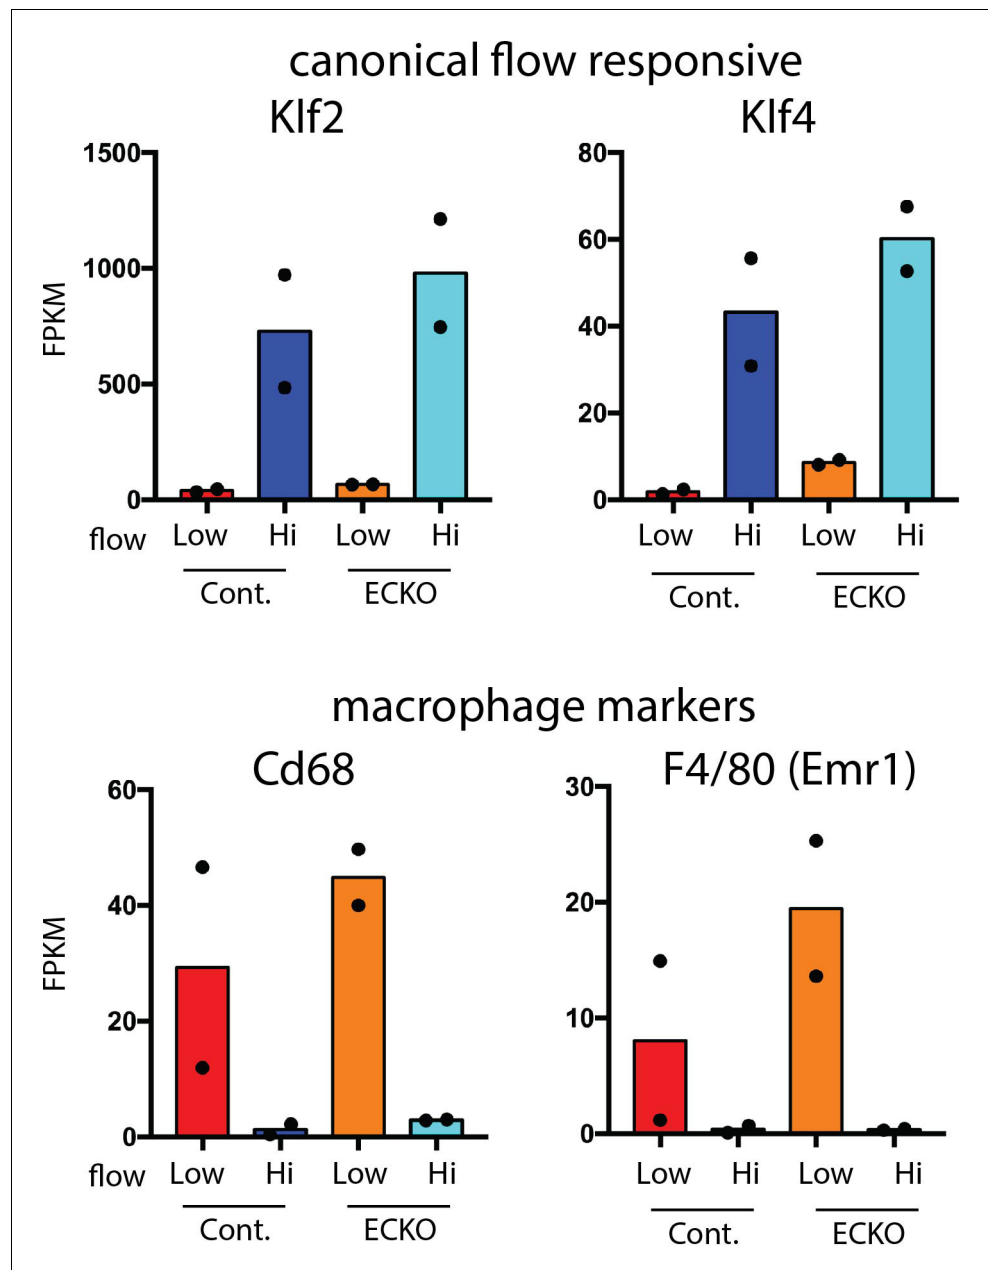 canonical flow responsive
Klf2
Klf4
FPKM
1500
1000
500
0
80
60
40
20
0
flow Low Hi Low Hi
Low Hi Low Hi
Cont. ECKO
Cont. ECKO
macrophage markers
Cd68
F4/80 (Emr1)
FPKM
60
40
20
0
30
20
10
0
flow Low Hi Low Hi
Low Hi Low Hi
Cont. ECKO
Cont. ECKO